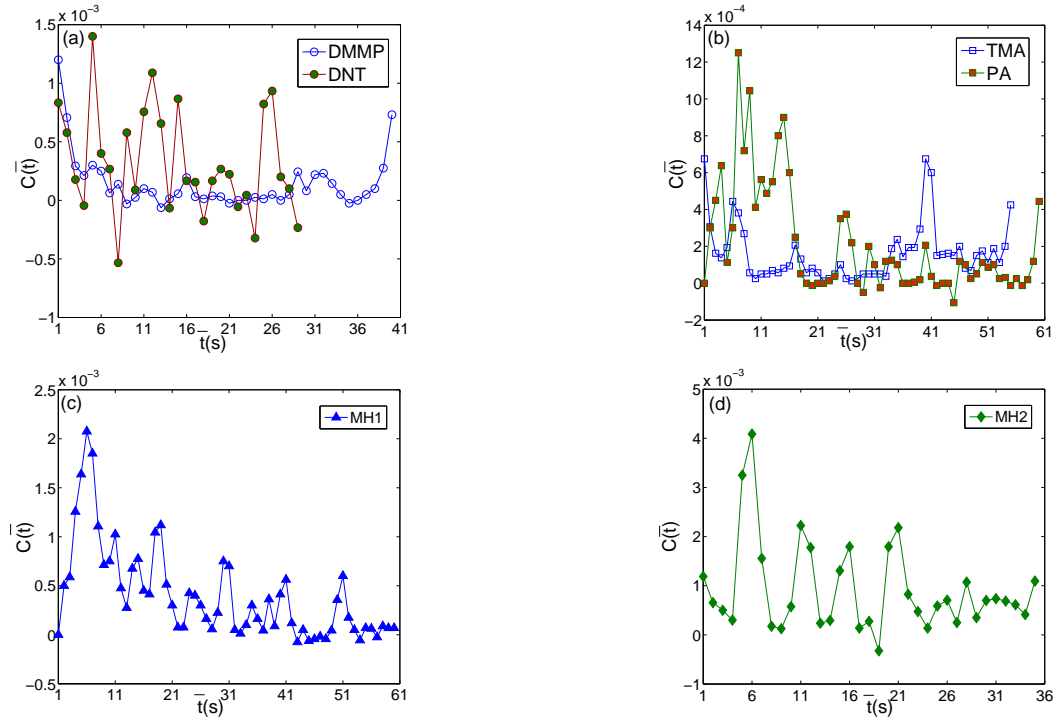 x 10−3
(a)
DMMP
DNT
1.5
1
0.5
0
−0.5
−1
C(t̅)
1 6 11 16 21 26 31 36 41
t̅(s)
x 10−4
(b)
TMA
PA
14
12
10
8
6
4
2
0
−2
C(t̅)
1 11 21 31 41 51 61
t̅(s)
x 10−3
(c)
MH1
2.5
2
1.5
1
0.5
0
−0.5
C(t̅)
1 11 21 31 41 51 61
t̅(s)
x 10−3
(d)
MH2
5
4
3
2
1
0
−1
C(t̅)
1 6 11 16 21 26 31 36
t̅(s)